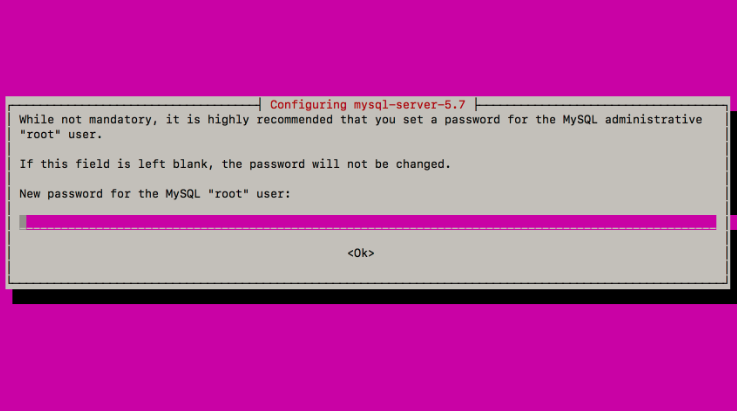 Configuring mysql-server-5.7
While not mandatory, it is highly recommended that you set a password for the MySQL administrative
"root" user.
If this field is left blank, the password will not be changed.
New password for the MySQL "root" user:
<Ok>